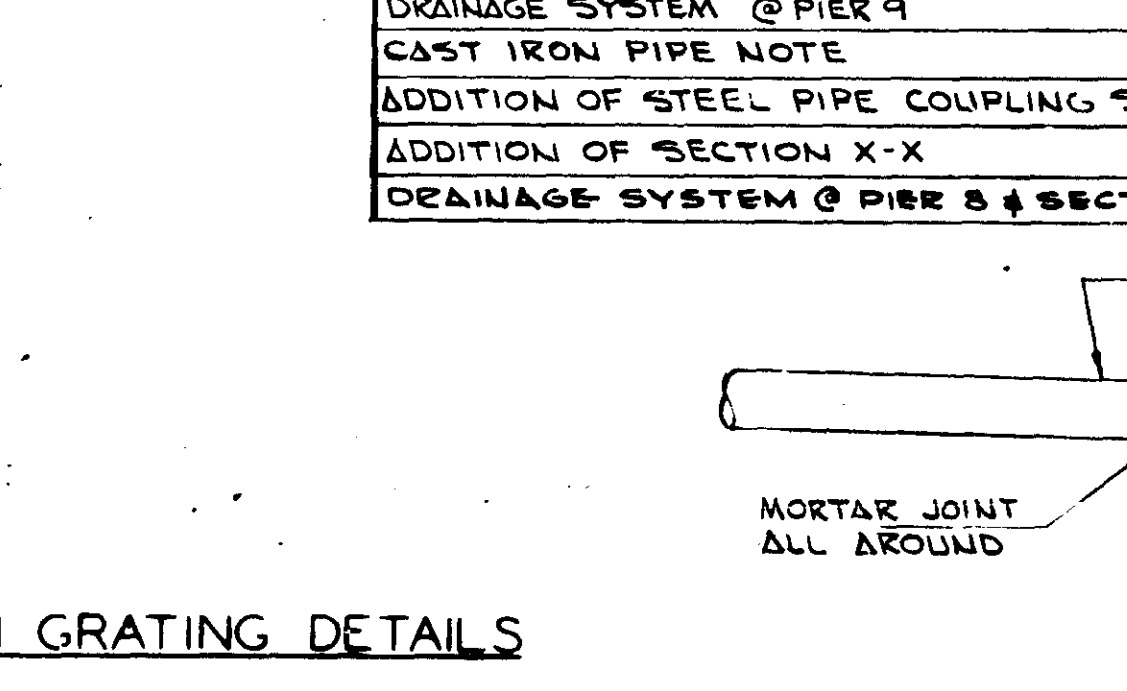 DRAINAGE SYSTEM @ PIER 9
CAST IRON PIPE NOTE
ADDITION OF STEEL PIPE COUPLING
ADDITION OF SECTION X-X
DRAINAGE SYSTEM @ PIER 8 & SECT
MORTAR JOINT
ALL AROUND
GRATING DETAILS